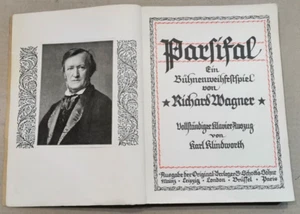 Parsifal
Ein
Bühnenweihfestspiel
von
Richard Wagner
Vollständiger Klavier-Auszug
von
Karl Klindworth
Ausgabe der Original-Verleger B. Schott's Söhne
Mainz - Leipzig - London - Brüssel - Paris